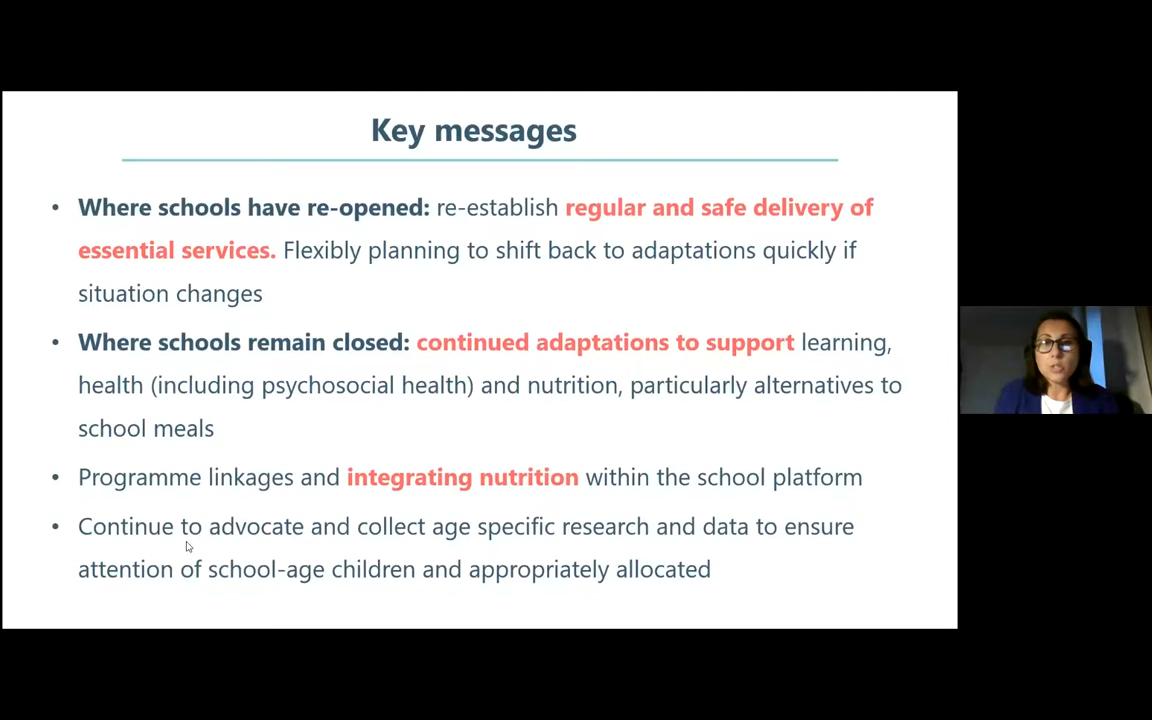 Key messages
• Where schools have re-opened: re-establish regular and safe delivery of
essential services. Flexibly planning to shift back to adaptations quickly if
situation changes
• Where schools remain closed: continued adaptations to support learning,
health (including psychosocial health) and nutrition, particularly alternatives to
school meals
• Programme linkages and integrating nutrition within the school platform
• Continue to advocate and collect age specific research and data to ensure
attention of school-age children and appropriately allocated